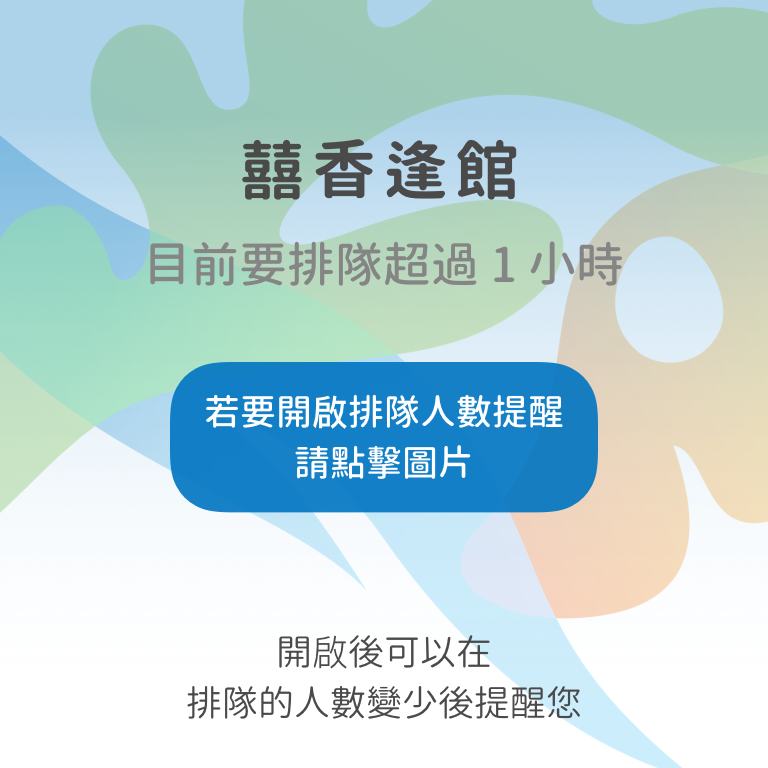 囍香逢館
目前要排隊超過 1 小時
若要開啟排隊人數提醒
請點擊圖片
開啟後可以在
排隊的人數變少後提醒您